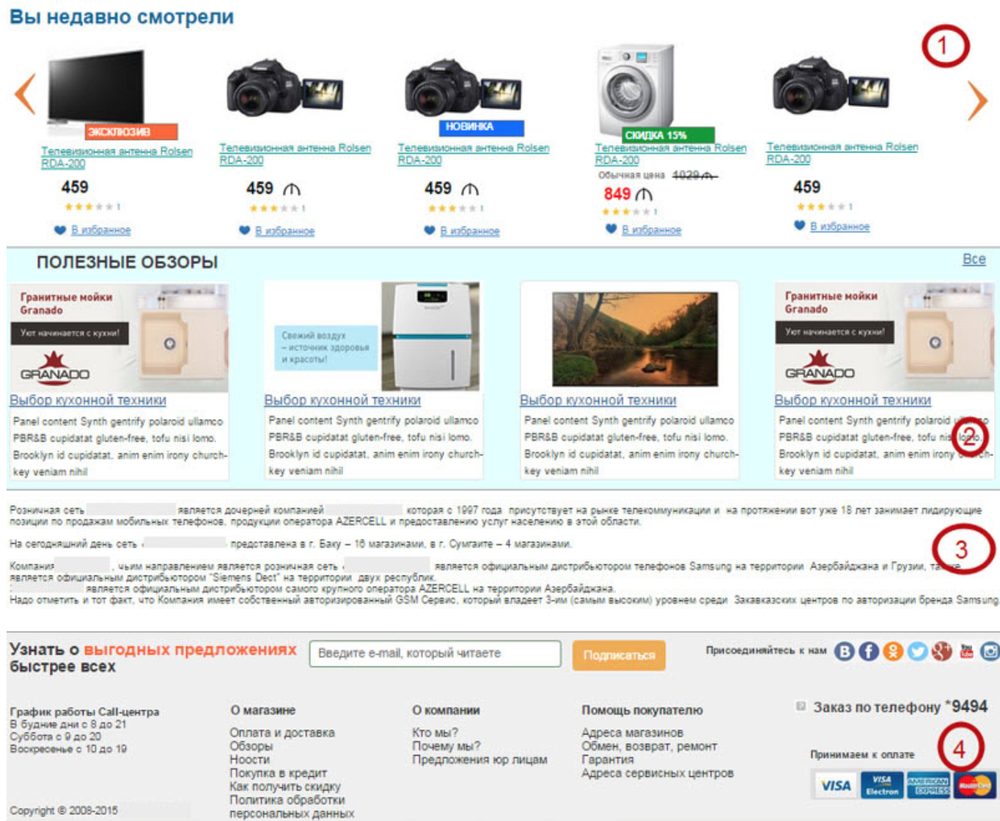 Вы недавно смотрели
1
ЭКСКЛЮЗИВ
НОВИНКА
СКИДКА 15%
Телевизионная антенна Rolsen RDA-200
Телевизионная антенна Rolsen RDA-200
Телевизионная антенна Rolsen RDA-200
Телевизионная антенна Rolsen RDA-200
Телевизионная антенна Rolsen RDA-200
Обычная цена 1029 ₼
459
459 ₼
459 ₼
849 ₼
459
1
1
1
1
1
В избранное
В избранное
В избранное
В избранное
В избранное
ПОЛЕЗНЫЕ ОБЗОРЫ
Все
Гранитные мойки
Granado
Уют начинается с кухни!
GRANADO
Свежий воздух
– источник здоровья
и красоты!
Гранитные мойки
Granado
Уют начинается с кухни!
GRANADO
Выбор кухонной техники
Panel content Synth gentrify polaroid ullamco
PBR&B cupidatat gluten-free, tofu nisi lomo.
Brooklyn id cupidatat, anim enim irony church-
key veniam nihil
Выбор кухонной техники
Panel content Synth gentrify polaroid ullamco
PBR&B cupidatat gluten-free, tofu nisi lomo.
Brooklyn id cupidatat, anim enim irony church-
key veniam nihil
Выбор кухонной техники
Panel content Synth gentrify polaroid ullamco
PBR&B cupidatat gluten-free, tofu nisi lomo.
Brooklyn id cupidatat, anim enim irony church-
key veniam nihil
Выбор кухонной техники
Panel content Synth gentrify polaroid ullamco
PBR&B cupidatat gluten-free, tofu nisi lomo.
Brooklyn id cupidatat, anim enim irony church-
key veniam nihil
2
Розничная сеть является дочерней компанией которая с 1997 года присутствует на рынке телекоммуникации и на протяжении вот уже 18 лет занимает лидирующие
позиции по продажам мобильных телефонов, продукции оператора AZERCELL и предоставлению услуг населению в этой области.
На сегодняшний день сеть представлена в г. Баку – 16 магазинами, в г. Сумгаите – 4 магазинами.
3
Компания , чьим направлением является розничная сеть является официальным дистрибьютором телефонов Samsung на территории Азербайджана и Грузии, также
является официальным дистрибьютором "Siemens Dect" на территории двух республик.
является официальным дистрибьютором самого крупного оператора AZERCELL на территории Азербайджана.
Надо отметить и тот факт, что Компания имеет собственный авторизированный GSM Сервис, который владеет 3-им (самым высоким) уровнем среди Закавказских центров по авторизации бренда Samsung
Узнать о выгодных предложениях
быстрее всех
Введите e-mail, который читаете
Подписаться
Присоединяйтесь к нам
You Tube
График работы Call-центра
В будние дни с 8 до 21
Суббота с 9 до 20
Воскресенье с 10 до 19
Copyright © 2008-2015
О магазине
Оплата и доставка
Обзоры
Ноости
Покупка в кредит
Как получить скидку
Политика обработки
персональных данных
О компании
Кто мы?
Почему мы?
Предложения юр лицам
Помощь покупателю
Адреса магазинов
Обмен, возврат, ремонт
Гарантия
Адреса сервисных центров
Заказ по телефону *9494
4
Принимаем к оплате
VISA
VISA Electron
AMERICAN EXPRESS
MasterCard